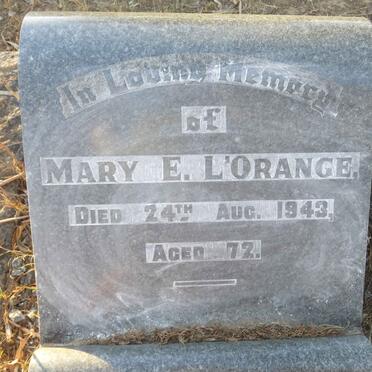 In Loving Memory
of
MARY E. L'ORANGE.
DIED 24TH AUG. 1943,
AGED 72.